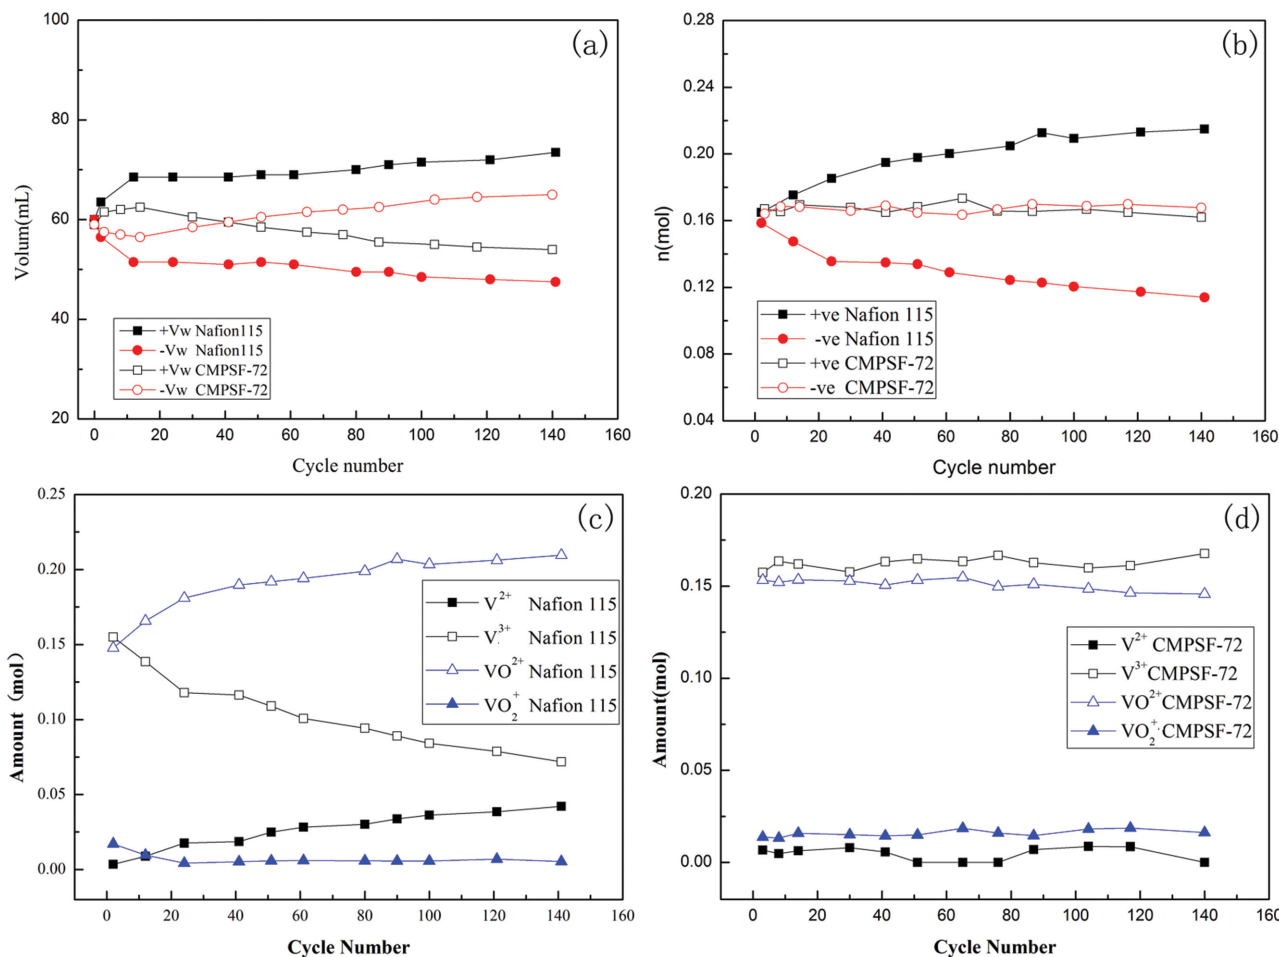 (a)
100
80
60
40
20
Volum(mL)
+Vw Nafion115
-Vw Nafion115
+Vw CMPSF-72
-Vw CMPSF-72
0 20 40 60 80 100 120 140 160
Cycle number
(b)
0.28
0.24
0.20
0.16
0.12
0.08
0.04
n(mol)
+ve Nafion 115
-ve Nafion 115
+ve CMPSF-72
-ve CMPSF-72
0 20 40 60 80 100 120 140 160
Cycle number
(c)
0.25
0.20
0.15
0.10
0.05
0.00
Amount (mol)
V²⁺ Nafion 115
V³⁺ Nafion 115
VO²⁺ Nafion 115
VO₂⁺ Nafion 115
0 20 40 60 80 100 120 140 160
Cycle Number
(d)
0.20
0.15
0.10
0.05
0.00
Amount(mol)
V²⁺ CMPSF-72
V³⁺CMPSF-72
VO²⁺CMPSF-72
VO₂⁺CMPSF-72
0 20 40 60 80 100 120 140 160
Cycle Number